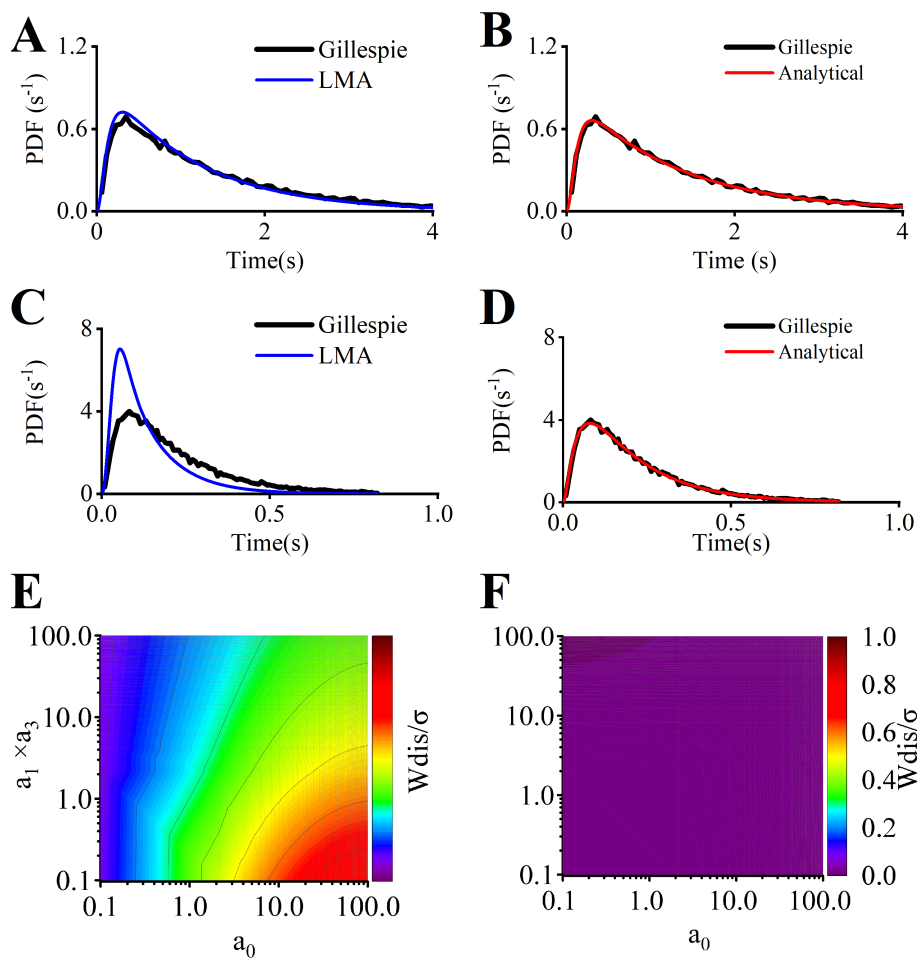 A
1.2
0.6
0.0
PDF (s-1)
0
2
4
Time(s)
Gillespie
LMA
B
1.2
0.6
0.0
PDF (s-1)
0
2
4
Time (s)
Gillespie
Analytical
C
8
4
0
PDF(s-1)
0.0
0.5
1.0
Time(s)
Gillespie
LMA
D
8
4
0
PDF(s-1)
0.0
0.5
1.0
Time(s)
Gillespie
Analytical
E
100.0
10.0
1.0
0.1
a1 ×a3
0.1
1.0
10.0
100.0
a0
Wdis/σ
F
100.0
10.0
1.0
0.1
0.1
1.0
10.0
100.0
a0
1.0
0.8
0.6
0.4
0.2
0.0
Wdis/σ